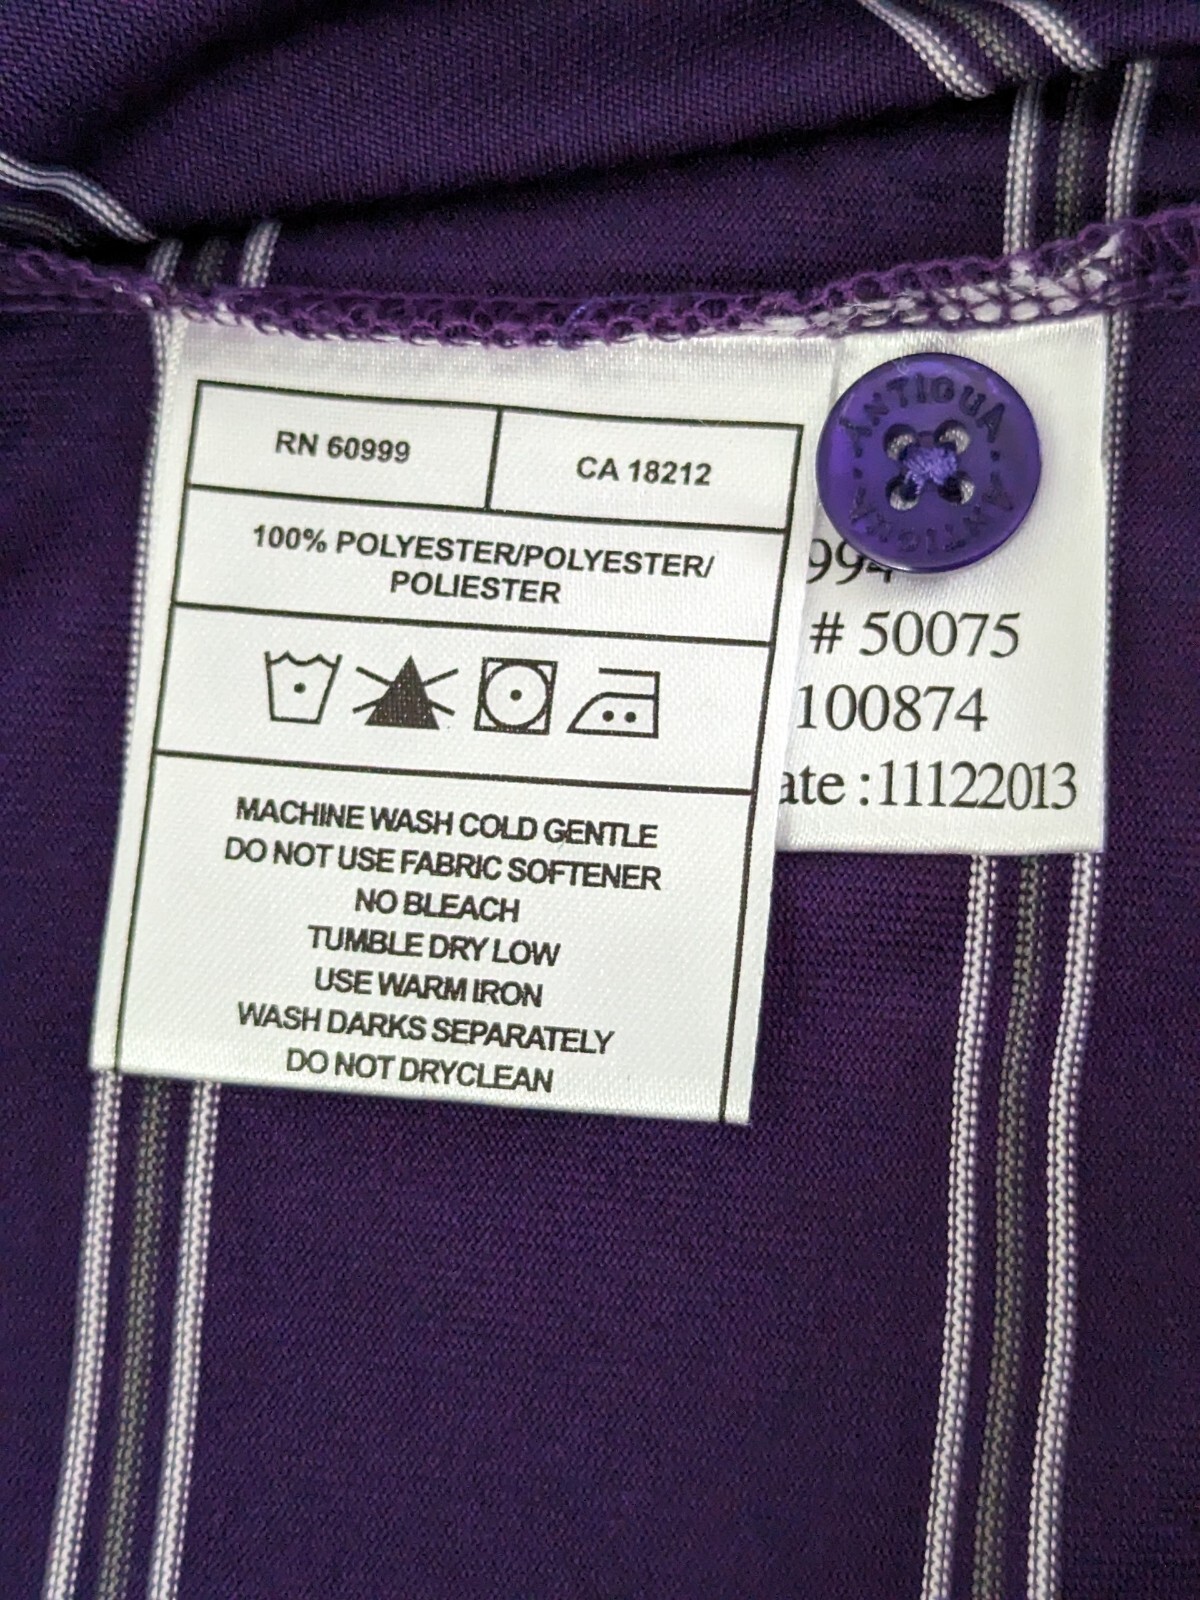 RN 60999
CA 18212
100% POLYESTER/POLYESTER/
POLIESTER
MACHINE WASH COLD GENTLE
DO NOT USE FABRIC SOFTENER
NO BLEACH
TUMBLE DRY LOW
USE WARM IRON
WASH DARKS SEPARATELY
DO NOT DRYCLEAN
ANTIGUA · ANTIGUA ·
994
# 50075
100874
ate :11122013